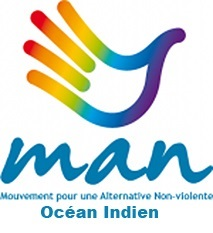 man
Mouvement pour une Alternative Non-violente
Océan Indien